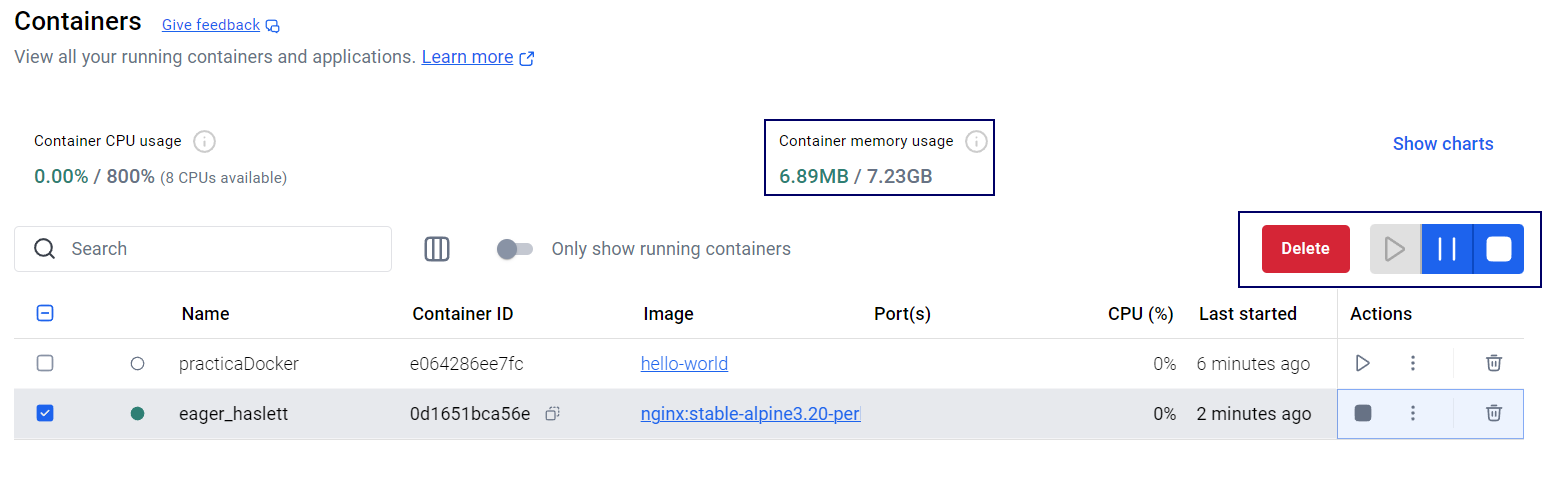 Containers Give feedback
View all your running containers and applications. Learn more
Container CPU usage Container memory usage Show charts
0.00% / 800% (8 CPUs available) 6.89MB / 7.23GB
Search Only show running containers Delete
Name Container ID Image Port(s) CPU (%) Last started Actions
practicaDocker e064286ee7fc hello-world 0% 6 minutes ago
eager_haslett 0d1651bca56e nginx:stable-alpine3.20-per 0% 2 minutes ago